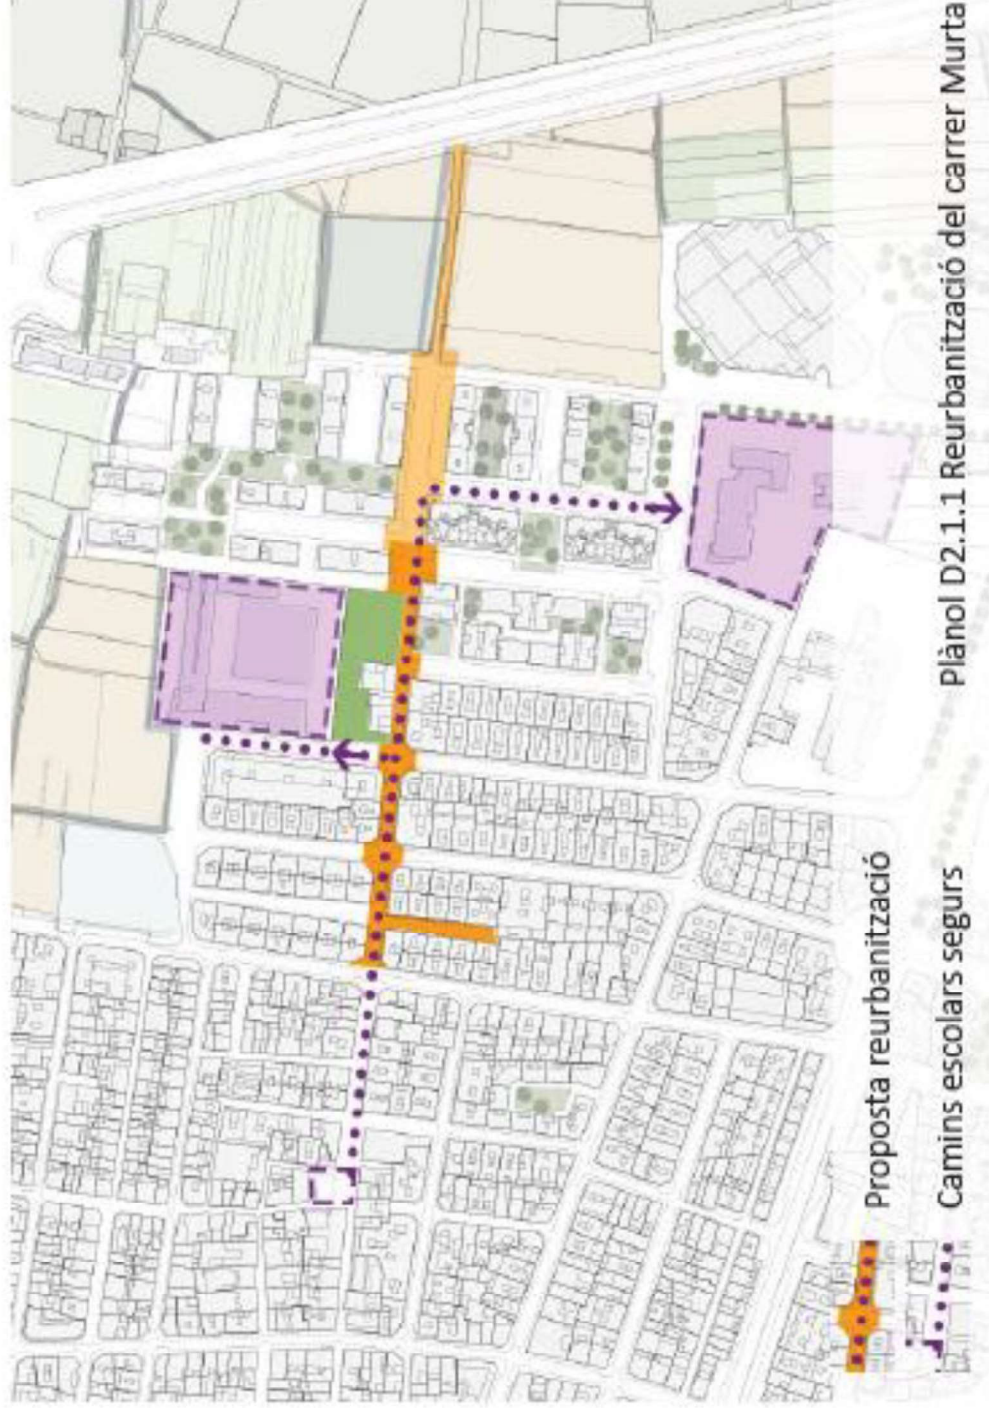 Proposta reurbanització
Camins escolars segurs
Plànol D2.1.1 Reurbanització del carrer Murta